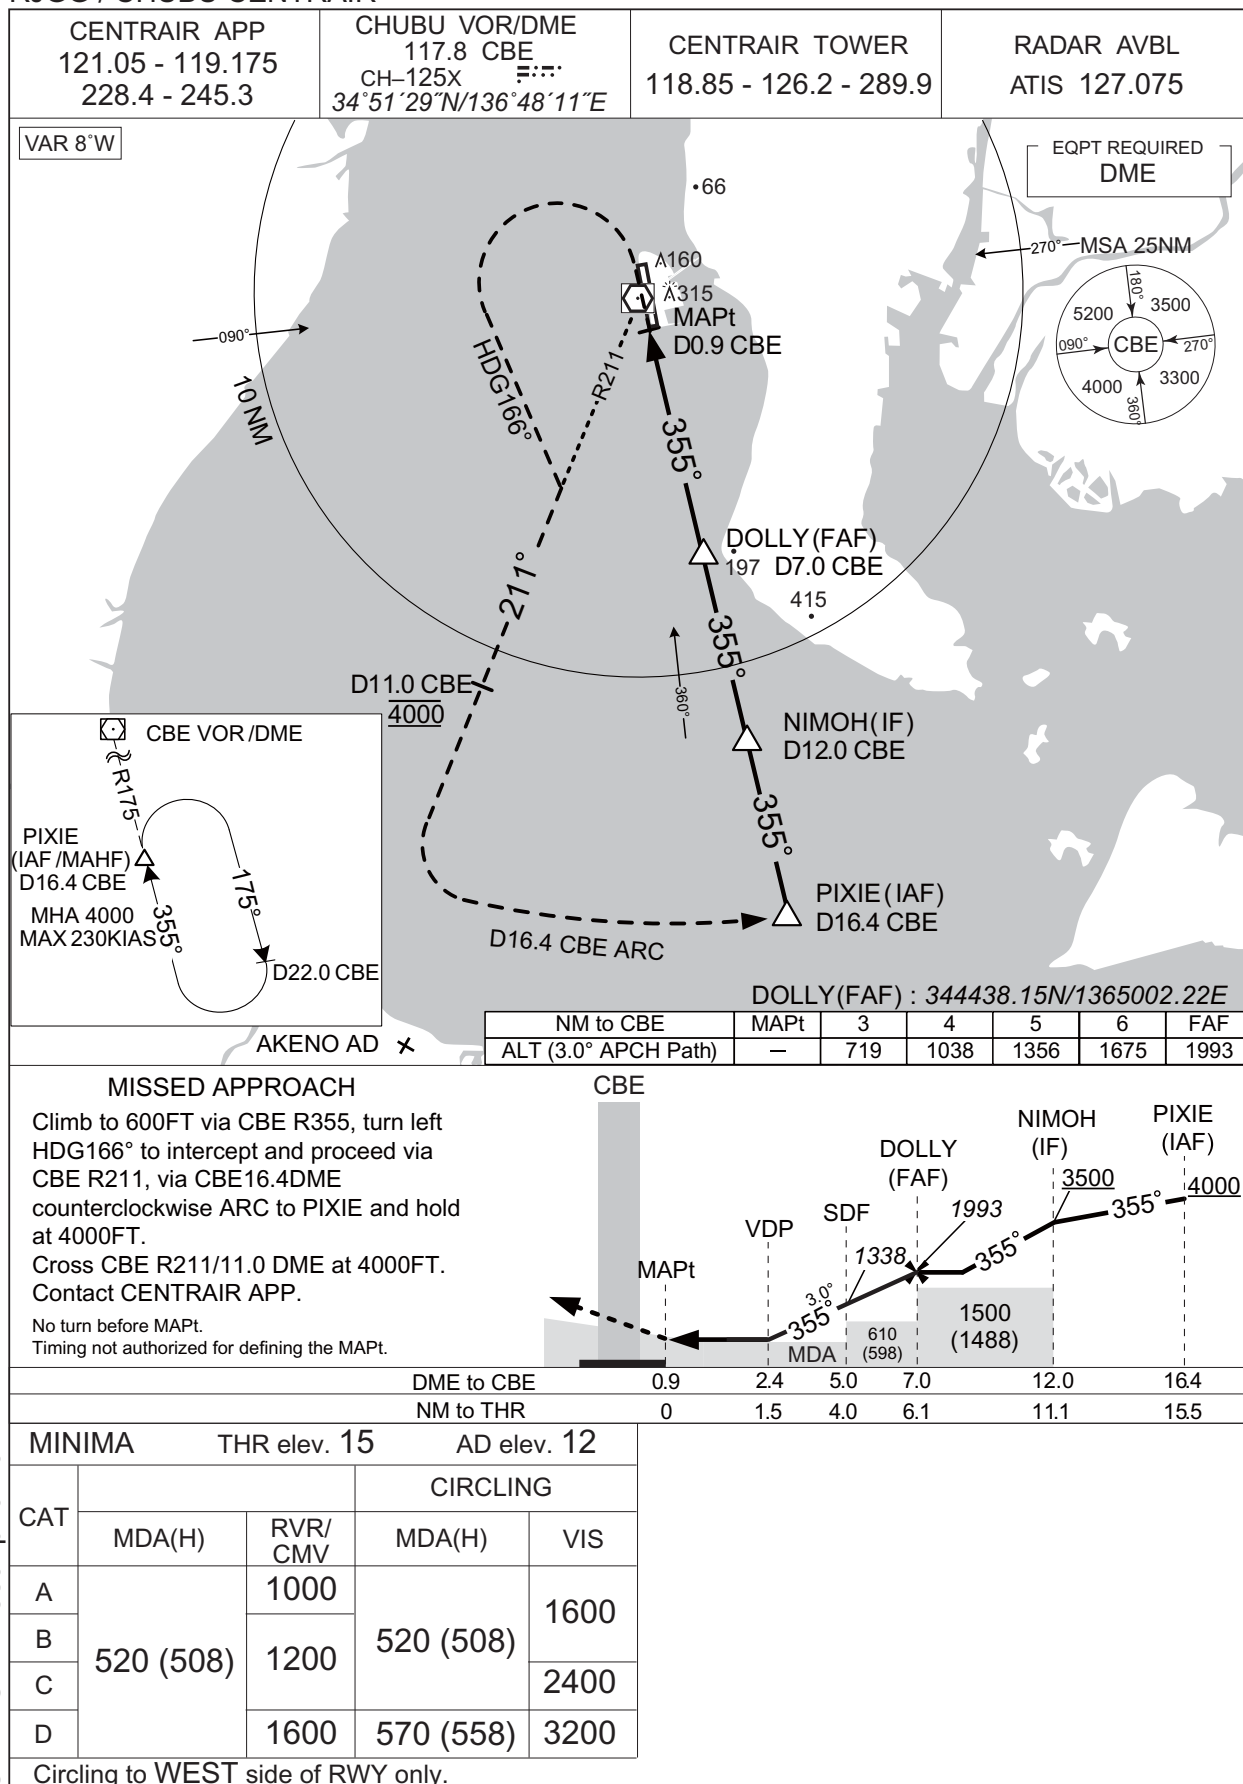 CENTRAIR APP
121.05 - 119.175
228.4 - 245.3
CHUBU VOR/DME
117.8 CBE
CH–125X
34°51´29˝N/136°48´11˝E
CENTRAIR TOWER
118.85 - 126.2 - 289.9
RADAR AVBL
ATIS 127.075
VAR 8°W
EQPT REQUIRED
DME
66
160
315
MAPt
D0.9 CBE
270°
MSA 25NM
180°
5200
3500
090°
CBE
270°
4000
3300
360°
090°
10 NM
HDG166°
R211
355°
DOLLY(FAF)
197 D7.0 CBE
415
211°
355°
360°
D11.0 CBE
4000
NIMOH(IF)
D12.0 CBE
355°
PIXIE(IAF)
D16.4 CBE
D16.4 CBE ARC
CBE VOR/DME
R175
PIXIE
(IAF/MAHF)
D16.4 CBE
MHA 4000
MAX 230KIAS
355°
175°
D22.0 CBE
AKENO AD
DOLLY(FAF) : 344438.15N/1365002.22E
NM to CBE MAPt 3 4 5 6 FAF
ALT (3.0° APCH Path) – 719 1038 1356 1675 1993
MISSED APPROACH
Climb to 600FT via CBE R355, turn left
HDG166° to intercept and proceed via
CBE R211, via CBE16.4DME
counterclockwise ARC to PIXIE and hold
at 4000FT.
Cross CBE R211/11.0 DME at 4000FT.
Contact CENTRAIR APP.
No turn before MAPt.
Timing not authorized for defining the MAPt.
CBE
MAPt
VDP
SDF
DOLLY
(FAF)
NIMOH
(IF)
PIXIE
(IAF)
3500
4000
355°
1993
1338
355°
3.0°
355°
MDA
610
(598)
1500
(1488)
DME to CBE 0.9 2.4 5.0 7.0 12.0 16.4
NM to THR 0 1.5 4.0 6.1 11.1 15.5
MINIMA THR elev. 15 AD elev. 12
CAT
CIRCLING
MDA(H)
RVR/
CMV
MDA(H)
VIS
A
1000
1600
B
520 (508)
1200
520 (508)
C
2400
D
1600
570 (558)
3200
Circling to WEST side of RWY only.